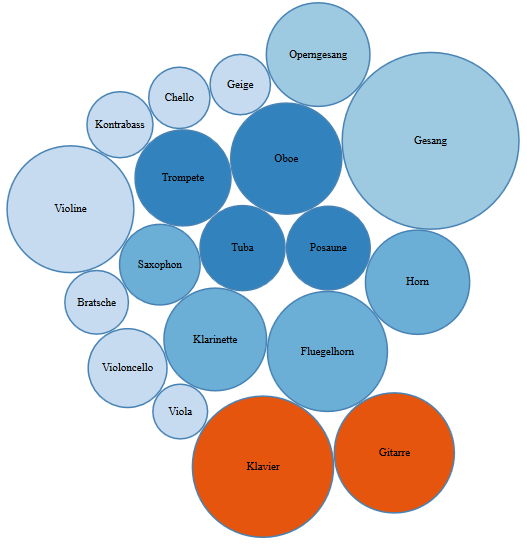 Operngesang
Geige
Chello
Kontrabass
Gesang
Oboe
Trompete
Violine
Tuba
Posaune
Saxophon
Horn
Bratsche
Klarinette
Fluegelhorn
Violoncello
Viola
Gitarre
Klavier